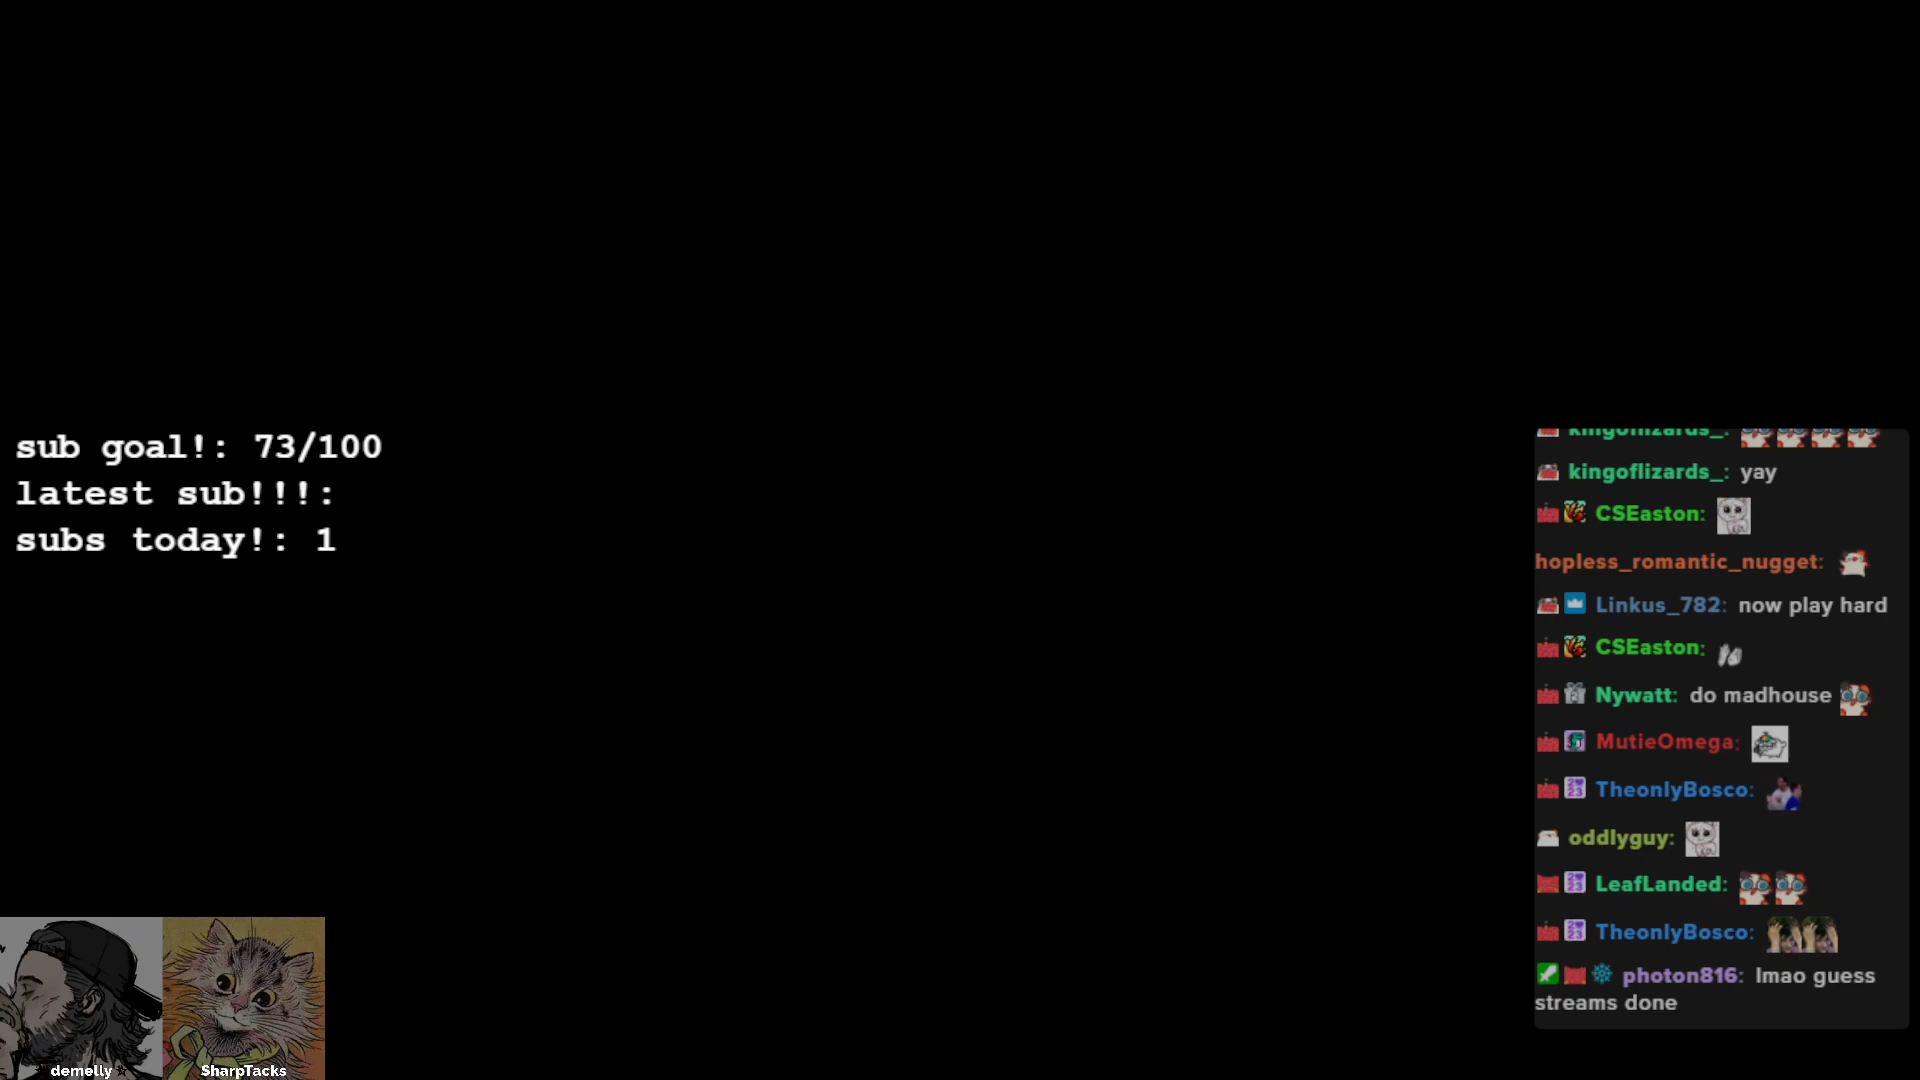 sub goal!: 73/100
latest sub!!!:
subs today!: 1
kingoflizards_:
kingoflizards_: yay
CSEaston:
hopless_romantic_nugget:
Linkus_782: now play hard
CSEaston:
Nywatt: do madhouse
MutieOmega:
TheonlyBosco:
oddlyguy:
LeafLanded:
TheonlyBosco:
photon816: lmao guess
streams done
demelly
SharpTacks